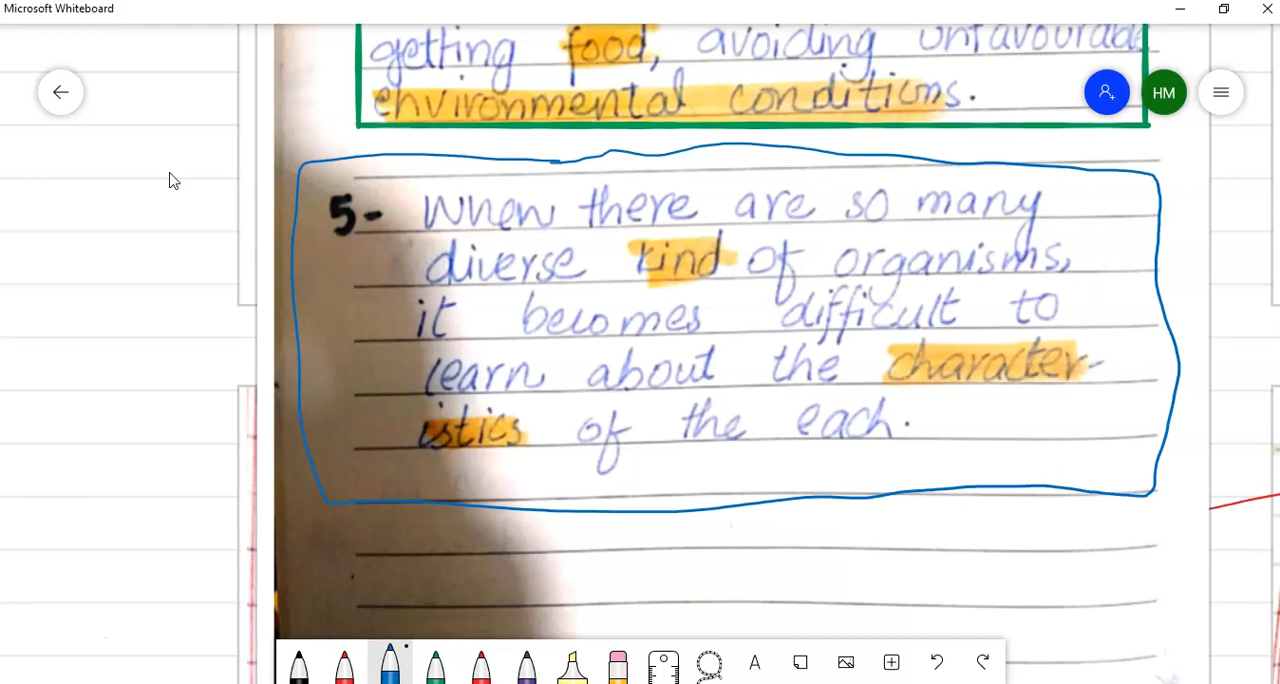 Microsoft Whiteboard
getting food, avoiding unfavourable
environmental conditions.
HM
5- When there are so many
diverse kind of organisms,
it becomes difficult to
learn about the character-
istics of the each.
A